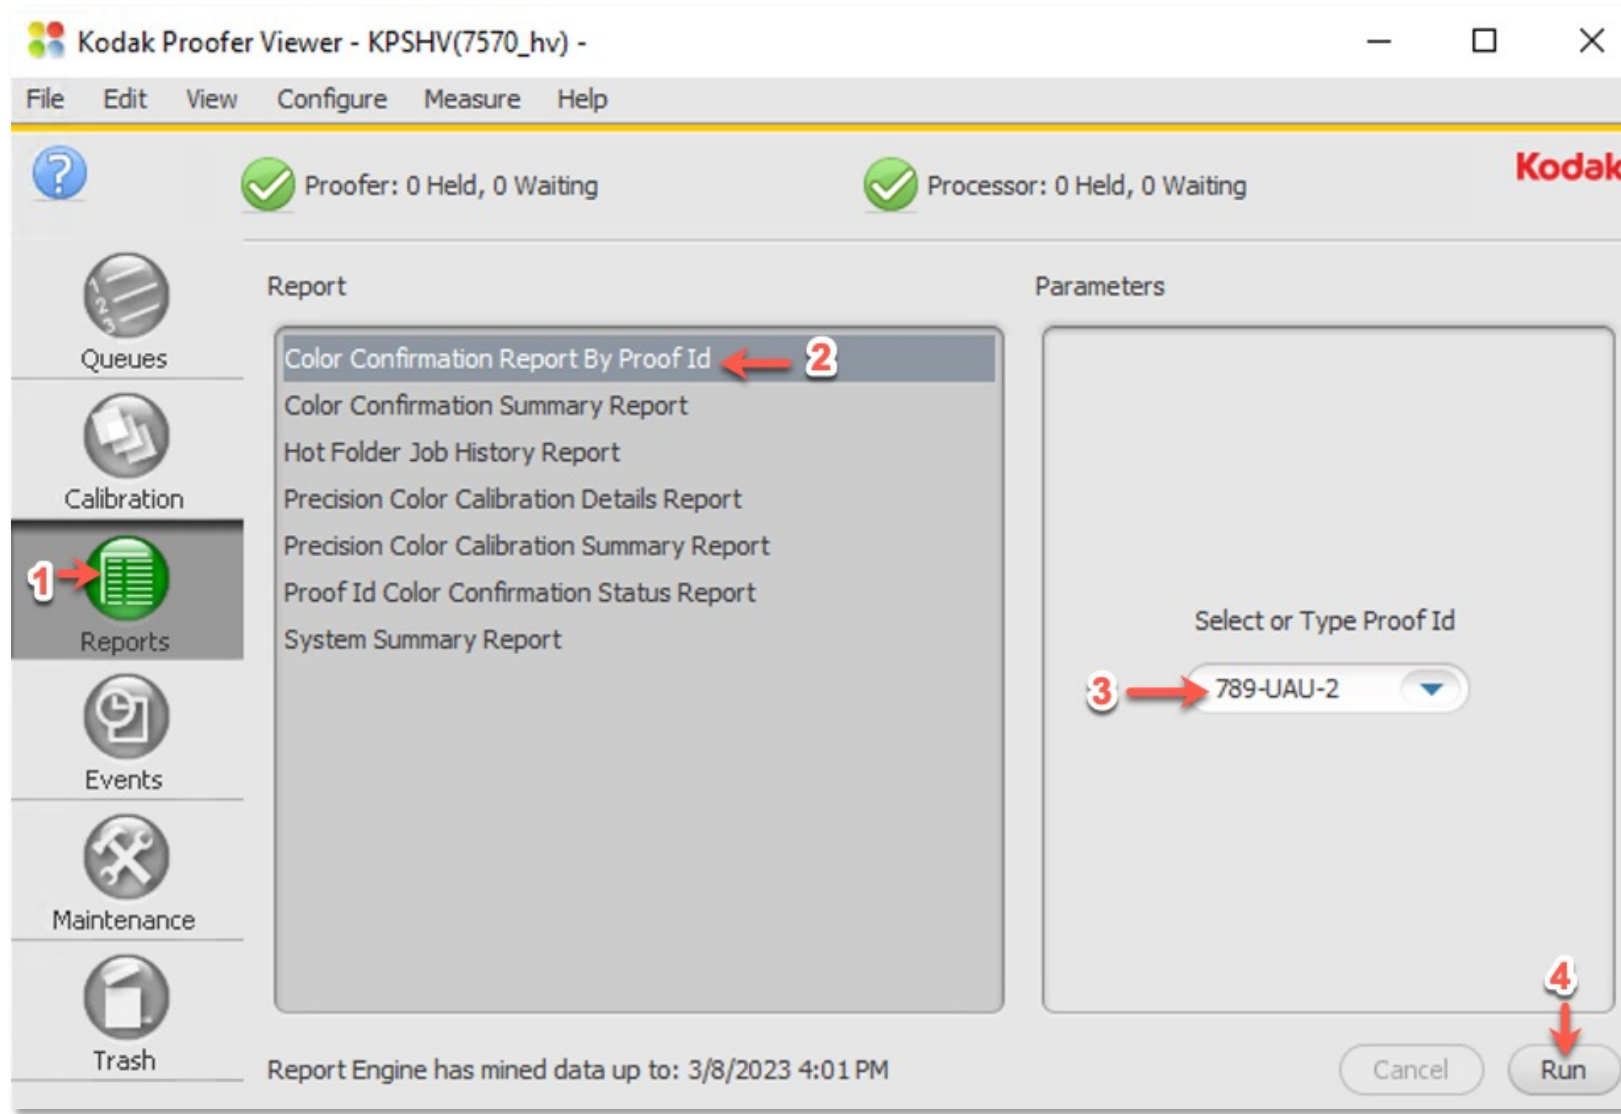 Kodak Proofer Viewer - KPSHV(7570_hv) -
File Edit View Configure Measure Help
? Proofer: 0 Held, 0 Waiting Processor: 0 Held, 0 Waiting Kodak
Queues
Calibration
1
Reports
Events
Maintenance
Trash
Report
Color Confirmation Report By Proof Id 2
Color Confirmation Summary Report
Hot Folder Job History Report
Precision Color Calibration Details Report
Precision Color Calibration Summary Report
Proof Id Color Confirmation Status Report
System Summary Report
Parameters
Select or Type Proof Id
3 789-UAU-2
4
Report Engine has mined data up to: 3/8/2023 4:01 PM
Cancel Run